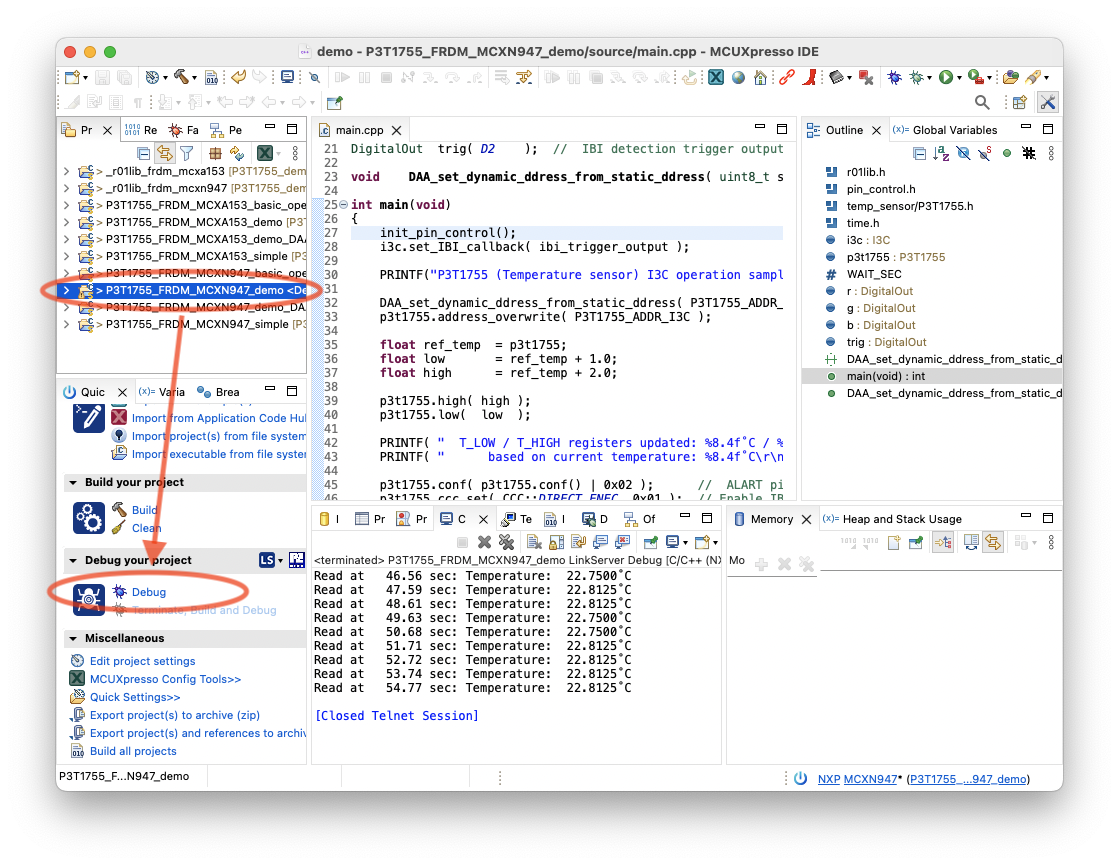 demo - P3T1755_FRDM_MCXN947_demo/source/main.cpp - MCUXpresso IDE
Pr
Re
Fa
Pe
> _r01lib_frdm_mcxa153 [P3T1755_dem
> _r01lib_frdm_mcxn947 [P3T1755_dem
> P3T1755_FRDM_MCXA153_basic_ope
> P3T1755_FRDM_MCXA153_demo [P3
> P3T1755_FRDM_MCXA153_demo_DA
> P3T1755_FRDM_MCXA153_simple [P3
> P3T1755_FRDM_MCXN947_basic_ope
> P3T1755_FRDM_MCXN947_demo <De
> P3T1755_FRDM_MCXN947_demo_DA
> P3T1755_FRDM_MCXN947_simple [P3
Quic
(x)= Varia
Brea
Import from Application Code Hu
Import project(s) from file system
Import executable from file syster
Build your project
Build
Clean
Debug your project
LS
Debug
Terminate, Build and Debug
Miscellaneous
Edit project settings
MCUXpresso Config Tools>>
Quick Settings>>
Export project(s) to archive (zip)
Export project(s) and references to archiv
Build all projects
main.cpp
21 DigitalOut  trig( D2    );  //  IBI detection trigger output
22
23 void    DAA_set_dynamic_ddress_from_static_ddress( uint8_t s
24
25 int main(void)
26 {
27     init_pin_control();
28     i3c.set_IBI_callback( ibi_trigger_output );
29
30     PRINTF("P3T1755 (Temperature sensor) I3C operation sampl
31
32     DAA_set_dynamic_ddress_from_static_ddress( P3T1755_ADDR_
33     p3t1755.address_overwrite( P3T1755_ADDR_I3C );
34
35     float ref_temp  = p3t1755;
36     float low       = ref_temp + 1.0;
37     float high      = ref_temp + 2.0;
38
39     p3t1755.high( high );
40     p3t1755.low(  low  );
41
42     PRINTF( "  T_LOW / T_HIGH registers updated: %8.4f˚C / %
43     PRINTF( "      based on current temperature: %8.4f˚C\r\n
44
45     p3t1755.conf( p3t1755.conf() | 0x02 );      //  ALART pi
46     p3t1755.ccc_set( CCC::DIRECT_ENEC, 0x01 );  // Enable IB
Outline
(x)= Global Variables
r01lib.h
pin_control.h
temp_sensor/P3T1755.h
time.h
i3c : I3C
p3t1755 : P3T1755
WAIT_SEC
r : DigitalOut
g : DigitalOut
b : DigitalOut
trig : DigitalOut
DAA_set_dynamic_ddress_from_static_d
main(void) : int
DAA_set_dynamic_ddress_from_static_d
I
Pr
Pr
C
Te
I
D
Of
<terminated> P3T1755_FRDM_MCXN947_demo LinkServer Debug [C/C++ (NX
Read at   46.56 sec: Temperature:  22.7500˚C
Read at   47.59 sec: Temperature:  22.8125˚C
Read at   48.61 sec: Temperature:  22.8125˚C
Read at   49.63 sec: Temperature:  22.7500˚C
Read at   50.68 sec: Temperature:  22.7500˚C
Read at   51.71 sec: Temperature:  22.8125˚C
Read at   52.72 sec: Temperature:  22.8125˚C
Read at   53.74 sec: Temperature:  22.8125˚C
Read at   54.77 sec: Temperature:  22.8125˚C
[Closed Telnet Session]
Memory
(x)= Heap and Stack Usage
Mo
P3T1755_F...N947_demo
NXP MCXN947* (P3T1755_...947_demo)